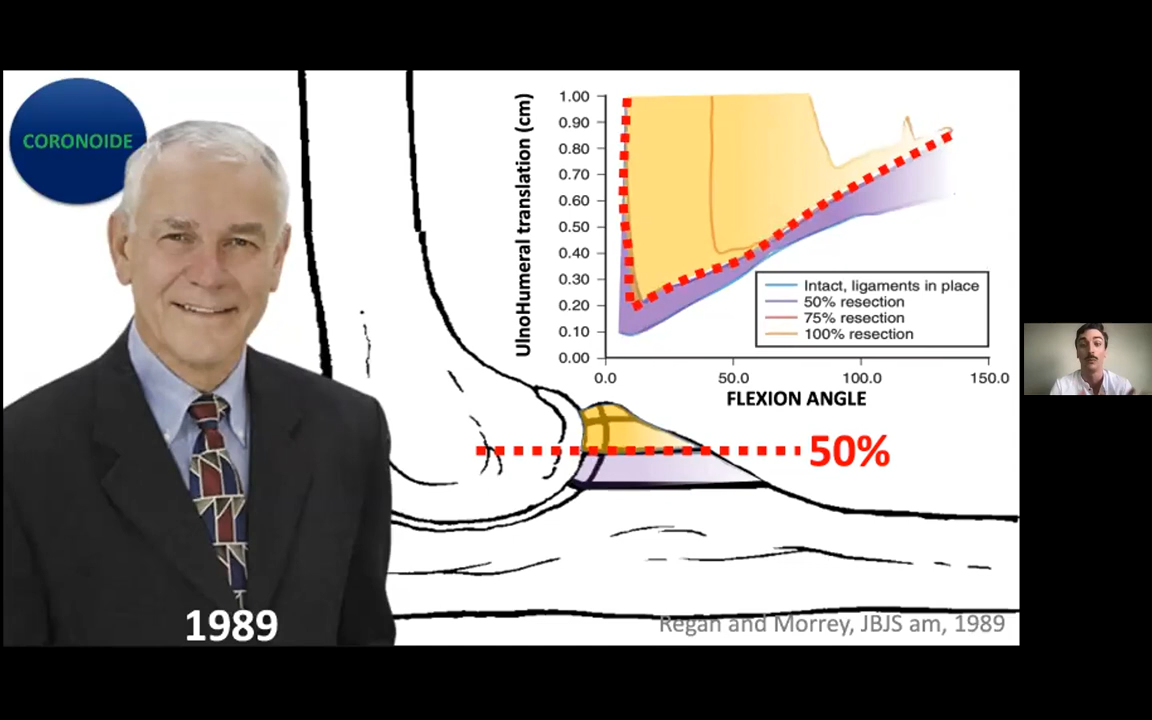 CORONOIDE
UlnoHumeral translation (cm)
1.00
0.90
0.80
0.70
0.60
0.50
0.40
0.30
0.20
0.10
0.00
Intact, ligaments in place
50% resection
75% resection
100% resection
0.0 50.0 100.0 150.0
FLEXION ANGLE
50%
1989
Regan and Morrey, JBJS am, 1989